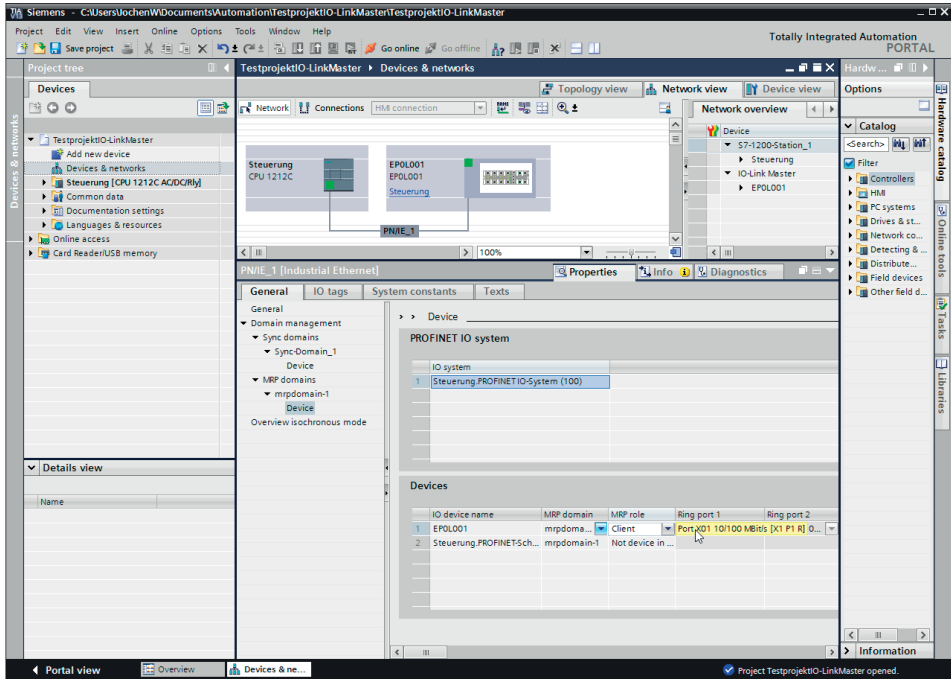 Siemens - C:\Users\JochenW\Documents\Automation\TestprojektIO-LinkMaster\TestprojektIO-LinkMaster
Project Edit View Insert Online Options Tools Window Help
Totally Integrated Automation
PORTAL
Save project
Go online
Go offline
Project tree
TestprojektIO-LinkMaster
Devices & networks
Hardw...
Devices
Topology view
Network view
Device view
Options
Network
Connections
HMI connection
Network overview
TestprojektIO-LinkMaster
Add new device
Devices & networks
Steuerung [CPU 1212C AC/DC/Rly]
Common data
Documentation settings
Languages & resources
Online access
Card Reader/USB memory
Steuerung
CPU 1212C
EP0L001
EP0L001
Steuerung
PN/IE_1
100%
Device
S7-1200-Station_1
Steuerung
IO-Link Master
EP0L001
Catalog
<Search>
Filter
Controllers
HMI
PC systems
Drives & st...
Network co...
Detecting & ...
Distribute...
Field devices
Other field d...
Devices & networks
Hardware catalog
Online tools
Tasks
Libraries
PN/IE_1 [Industrial Ethernet]
Properties
Info
Diagnostics
General
IO tags
System constants
Texts
General
Domain management
Sync domains
Sync-Domain_1
Device
MRP domains
mrpdomain-1
Device
Overview isochronous mode
> > Device
PROFINET IO system
IO system
1 Steuerung.PROFINET IO-System (100)
Devices
IO device name MRP domain MRP role Ring port 1 Ring port 2
1 EP0L001 mrpdoma... Client Port X01 10/100 MBit/s [X1 P1 R] 0...
2 Steuerung.PROFINET-Sch... mrpdomain-1 Not device in ...
Details view
Name
Information
Portal view
Overview
Devices & ne...
Project TestprojektIO-LinkMaster opened.